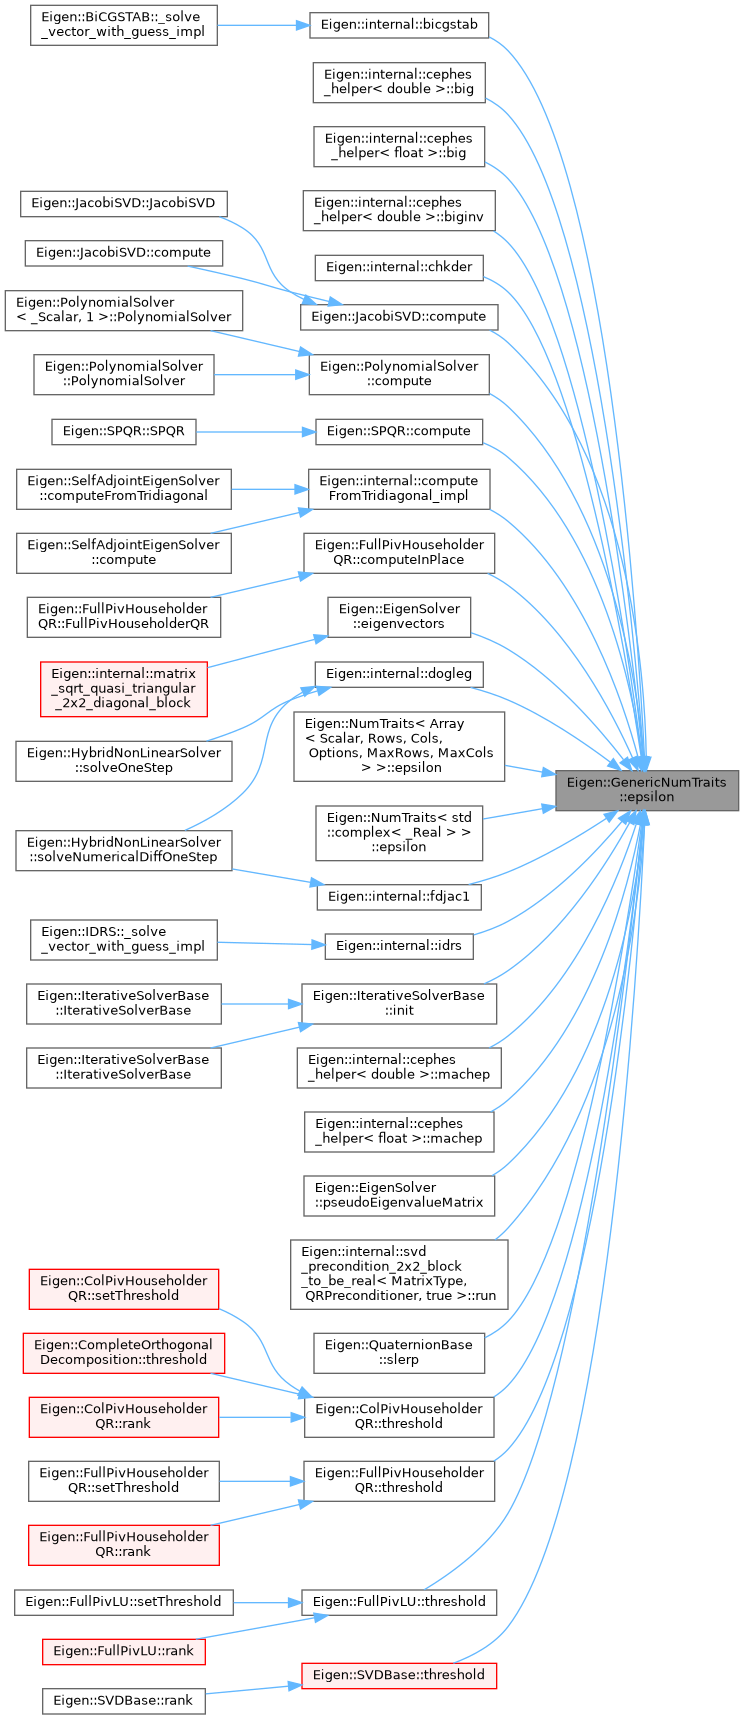 Eigen::BiCGSTAB::_solve
_vector_with_guess_impl
Eigen::internal::bicgstab
Eigen::internal::cephes
_helper< double >::big
Eigen::internal::cephes
_helper< float >::big
Eigen::internal::cephes
_helper< double >::biginv
Eigen::JacobiSVD::JacobiSVD
Eigen::JacobiSVD::compute
Eigen::internal::chkder
Eigen::PolynomialSolver
< _Scalar, 1 >::PolynomialSolver
Eigen::JacobiSVD::compute
Eigen::PolynomialSolver
::PolynomialSolver
Eigen::PolynomialSolver
::compute
Eigen::SPQR::SPQR
Eigen::SPQR::compute
Eigen::SelfAdjointEigenSolver
::computeFromTridiagonal
Eigen::internal::compute
FromTridiagonal_impl
Eigen::SelfAdjointEigenSolver
::compute
Eigen::FullPivHouseholder
QR::computeInPlace
Eigen::FullPivHouseholder
QR::FullPivHouseholderQR
Eigen::EigenSolver
::eigenvectors
Eigen::internal::matrix
_sqrt_quasi_triangular
_2x2_diagonal_block
Eigen::internal::dogleg
Eigen::HybridNonLinearSolver
::solveOneStep
Eigen::NumTraits< Array
< Scalar, Rows, Cols,
Options, MaxRows, MaxCols
> >::epsilon
Eigen::GenericNumTraits
::epsilon
Eigen::NumTraits< std
::complex< _Real > >
::epsilon
Eigen::HybridNonLinearSolver
::solveNumericalDiffOneStep
Eigen::internal::fdjac1
Eigen::IDRS::_solve
_vector_with_guess_impl
Eigen::internal::idrs
Eigen::IterativeSolverBase
::IterativeSolverBase
Eigen::IterativeSolverBase
::init
Eigen::IterativeSolverBase
::IterativeSolverBase
Eigen::internal::cephes
_helper< double >::machep
Eigen::internal::cephes
_helper< float >::machep
Eigen::EigenSolver
::pseudoEigenvalueMatrix
Eigen::internal::svd
_precondition_2x2_block
_to_be_real< MatrixType,
QRPreconditioner, true >::run
Eigen::ColPivHouseholder
QR::setThreshold
Eigen::QuaternionBase
::slerp
Eigen::CompleteOrthogonal
Decomposition::threshold
Eigen::ColPivHouseholder
QR::rank
Eigen::ColPivHouseholder
QR::threshold
Eigen::FullPivHouseholder
QR::setThreshold
Eigen::FullPivHouseholder
QR::threshold
Eigen::FullPivHouseholder
QR::rank
Eigen::FullPivLU::setThreshold
Eigen::FullPivLU::threshold
Eigen::FullPivLU::rank
Eigen::SVDBase::threshold
Eigen::SVDBase::rank